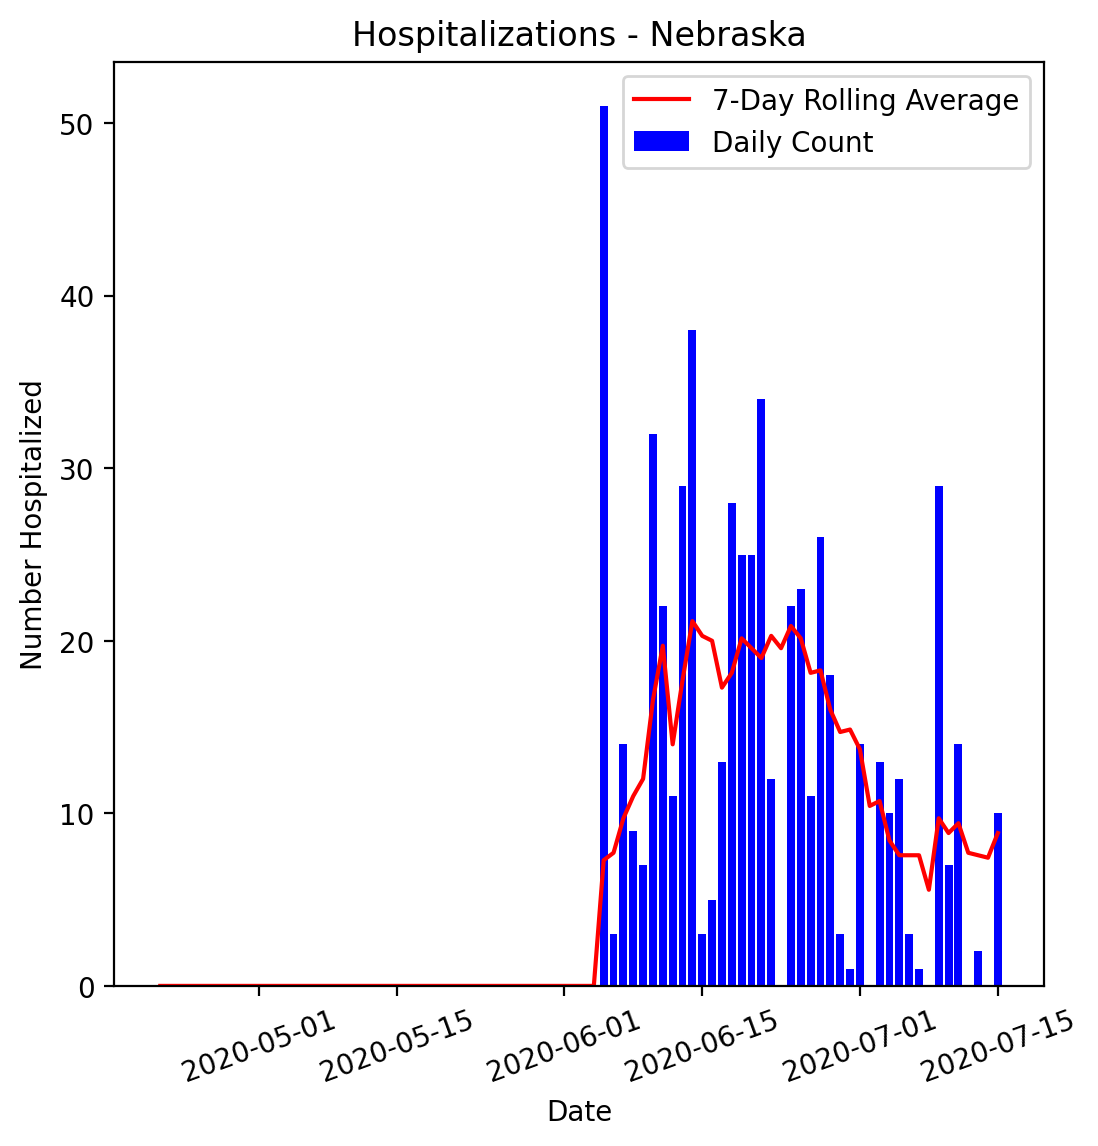 Hospitalizations - Nebraska
7-Day Rolling Average
Daily Count
Number Hospitalized
50
40
30
20
10
0
2020-05-01
2020-05-15
2020-06-01
2020-06-15
2020-07-01
2020-07-15
Date